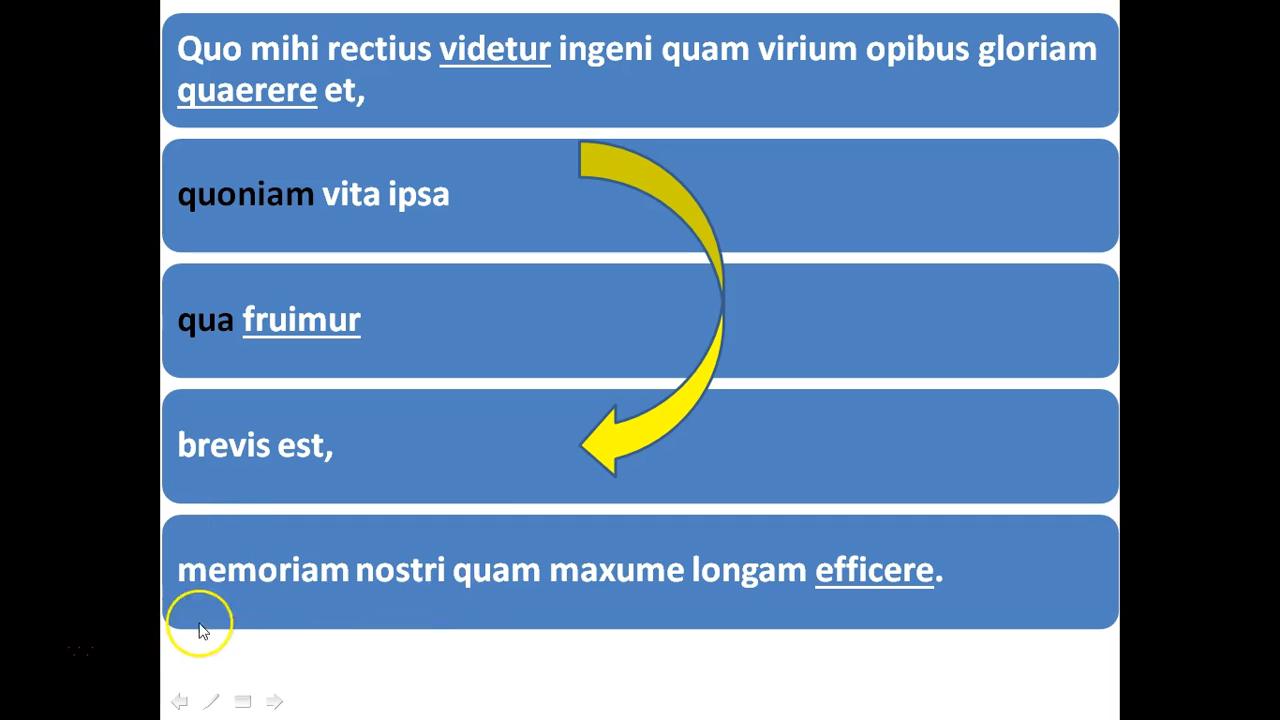 Quo mihi rectius videtur ingeni quam virium opibus gloriam
quaerere et,
quoniam vita ipsa
qua fruimur
brevis est,
memoriam nostri quam maxume longam efficere.